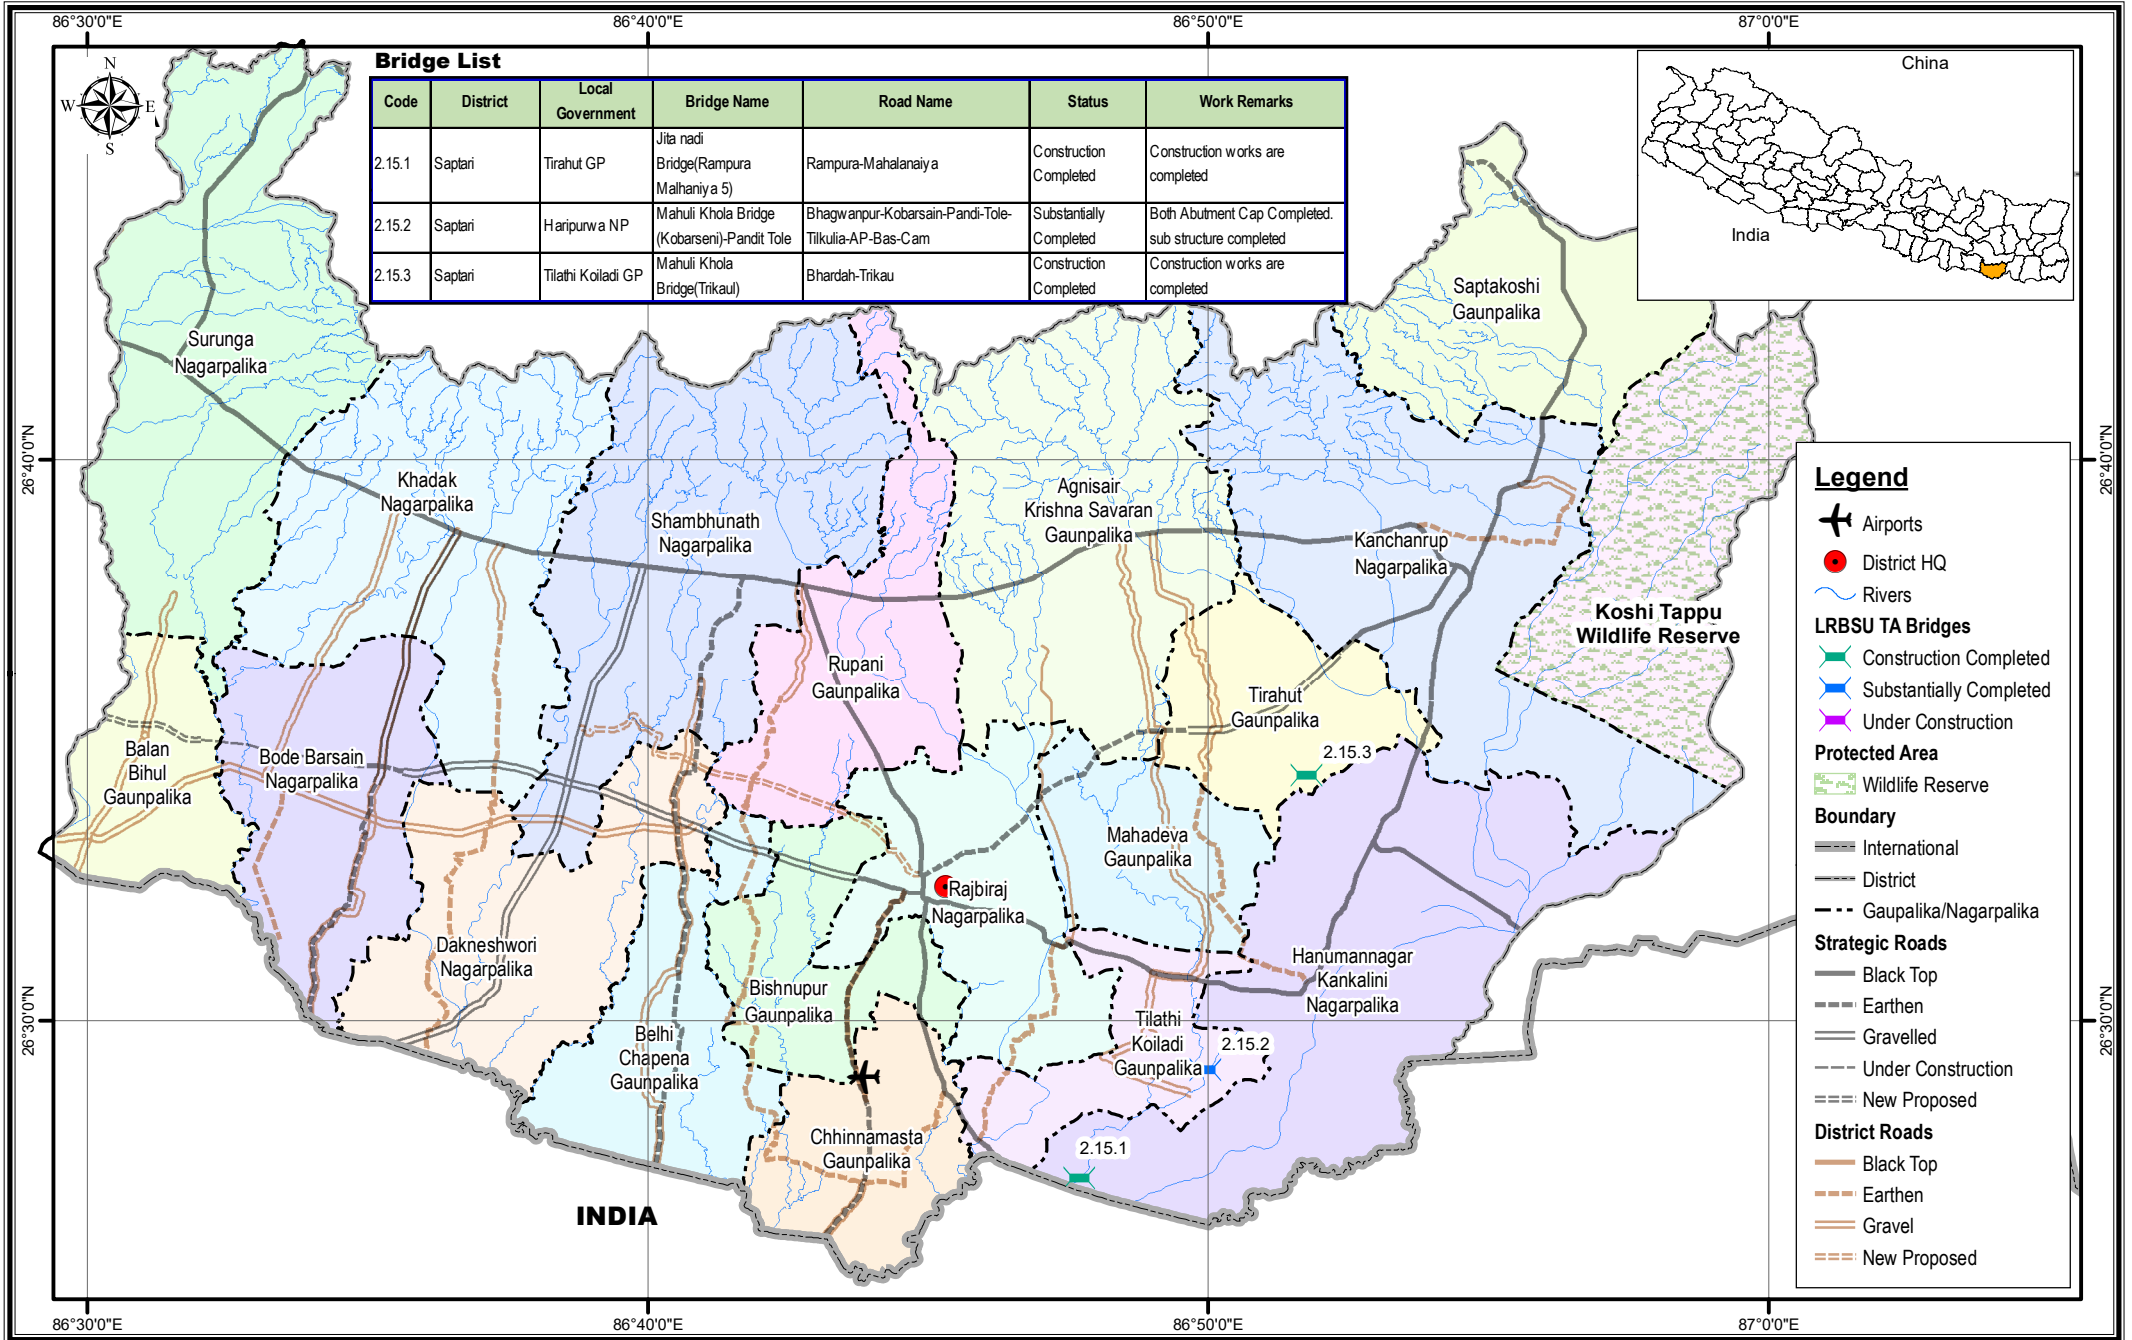 86°30'0"E 86°40'0"E 86°50'0"E 87°0'0"E
N
W E
S
Bridge List
Code District Local Government Bridge Name Road Name Status Work Remarks
2.15.1 Saptari Tirahut GP Jita nadi Bridge(Rampura Malhaniya 5) Rampura-Mahalanaiya Construction Completed Construction works are completed
2.15.2 Saptari Haripurwa NP Mahuli Khola Bridge (Kobarseni)-Pandit Tole Bhagwanpur-Kobarsain-Pandi-Tole-Tilkulia-AP-Bas-Cam Substantially Completed Both Abutment Cap Completed. sub structure completed
2.15.3 Saptari Tilathi Koiladi GP Mahuli Khola Bridge(Trikaul) Bhardah-Trikau Construction Completed Construction works are completed
China
India
Saptakoshi
Gaunpalika
Surunga
Nagarpalika
26°40'0"N
26°40'0"N
Khadak
Nagarpalika
Shambhunath
Nagarpalika
Agnisair
Krishna Savaran
Gaunpalika
Kanchanrup
Nagarpalika
Koshi Tappu
Wildlife Reserve
Rupani
Gaunpalika
Tirahut
Gaunpalika
2.15.3
Balan
Bihul
Gaunpalika
Bode Barsain
Nagarpalika
Mahadeva
Gaunpalika
Rajbiraj
Nagarpalika
Dakneshwori
Nagarpalika
Bishnupur
Gaunpalika
Hanumannagar
Kankalini
Nagarpalika
26°30'0"N
26°30'0"N
Belhi
Chapena
Gaunpalika
Tilathi
Koiladi
Gaunpalika
2.15.2
Chhinnamasta
Gaunpalika
2.15.1
INDIA
Legend
Airports
District HQ
Rivers
LRBSU TA Bridges
Construction Completed
Substantially Completed
Under Construction
Protected Area
Wildlife Reserve
Boundary
International
District
Gaupalika/Nagarpalika
Strategic Roads
Black Top
Earthen
Gravelled
Under Construction
New Proposed
District Roads
Black Top
Earthen
Gravel
New Proposed
86°30'0"E 86°40'0"E 86°50'0"E 87°0'0"E